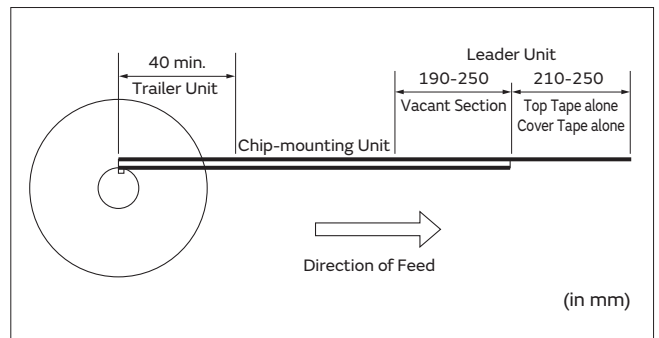 Leader Unit
40 min.
190-250
210-250
Trailer Unit
Vacant Section
Top Tape alone
Cover Tape alone
Chip-mounting Unit
Direction of Feed
(in mm)